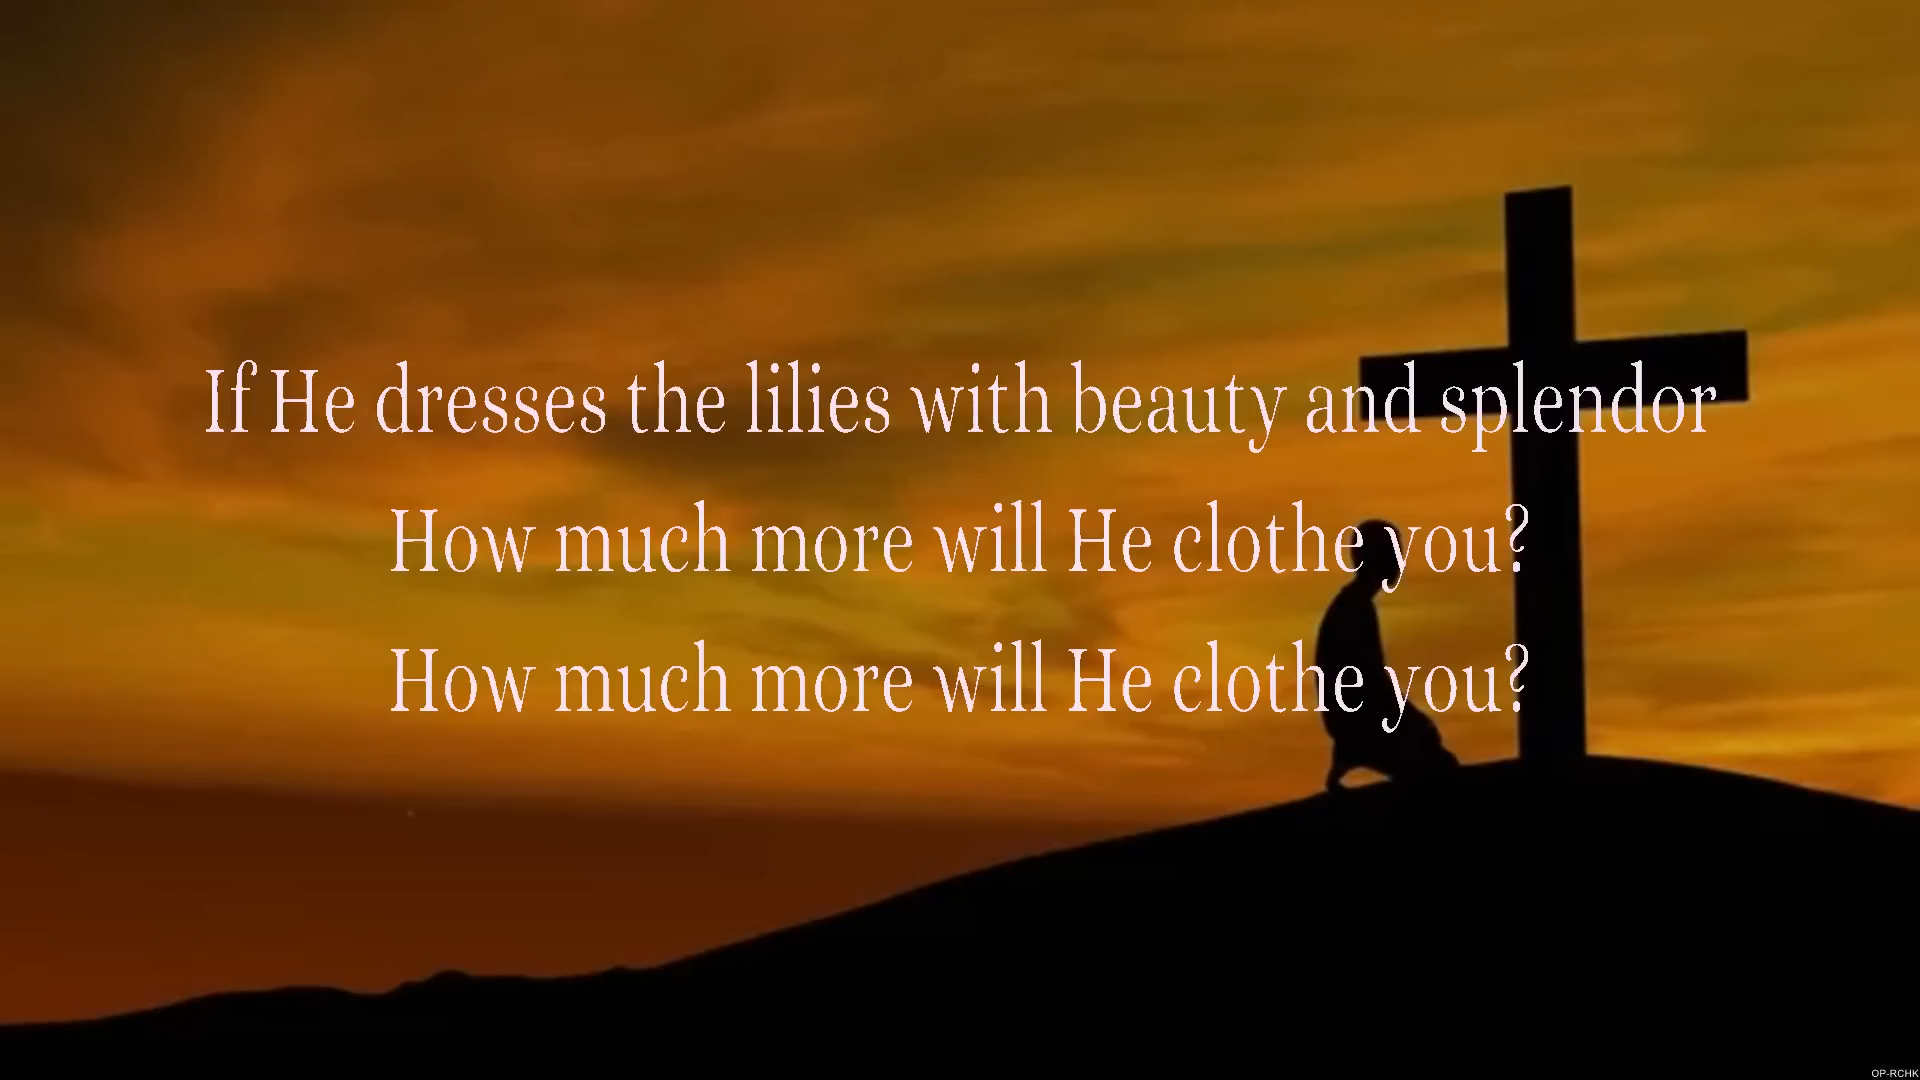 If He dresses the lilies with beauty and splendor
How much more will He clothe you?
How much more will He clothe you?
OP-RCHK